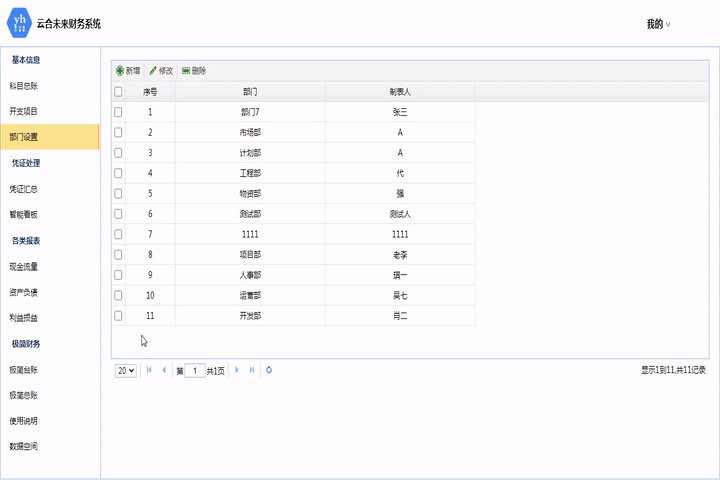 yh
云合未来财务系统
我的
基本信息
科目总账
开支项目
部门设置
凭证处理
凭证汇总
智能看板
各类报表
现金流量
资产负债
利益损益
极简财务
极简台账
极简总账
使用说明
数据空间
新增 修改 删除
序号 部门 制表人
1 部门7 张三
2 市场部 A
3 计划部 A
4 工程部 代
5 物资部 强
6 测试部 测试人
7 1111 1111
8 项目部 老李
9 人事部 琪一
10 运营部 吴七
11 开发部 肖二
20 第 1 共1页 显示1到11,共11记录